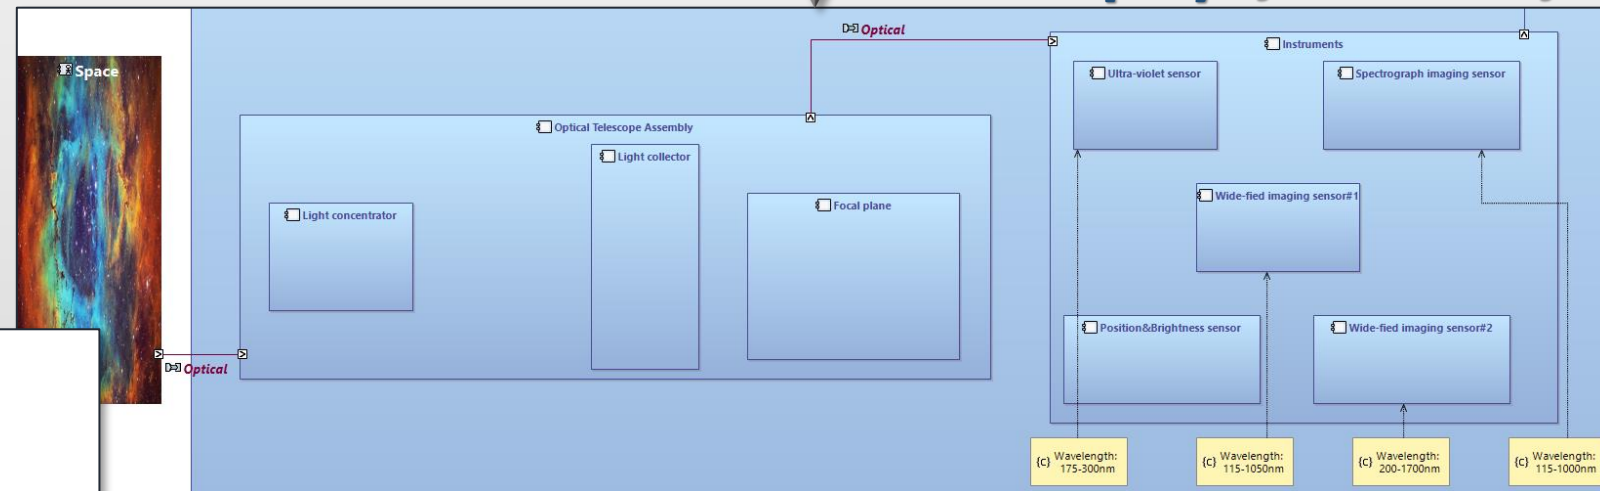 Optical
Instruments
Space
Ultra-violet sensor
Spectrograph imaging sensor
Optical Telescope Assembly
Light collector
Wide-fied imaging sensor#1
Focal plane
Light concentrator
Position&Brightness sensor
Wide-fied imaging sensor#2
Optical
{c} Wavelength:
175-300nm
{c} Wavelength:
115-1050nm
{c} Wavelength:
200-1700nm
{c} Wavelength:
115-1000nm